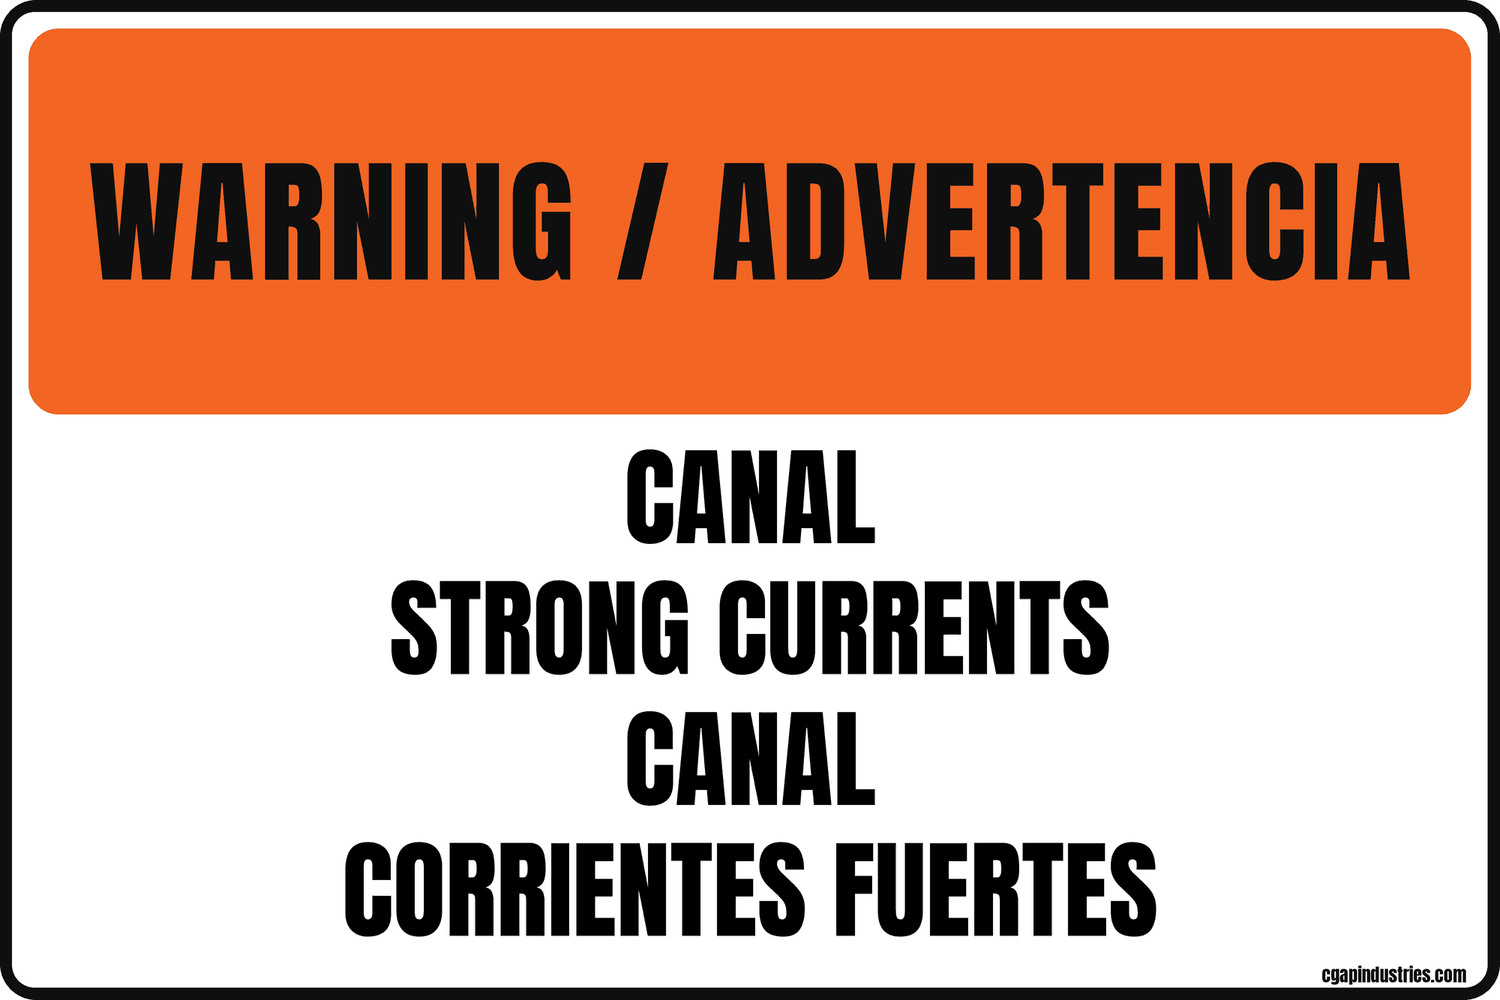 WARNING / ADVERTENCIA
CANAL
STRONG CURRENTS
CANAL
CORRIENTES FUERTES
cgapindustries.com